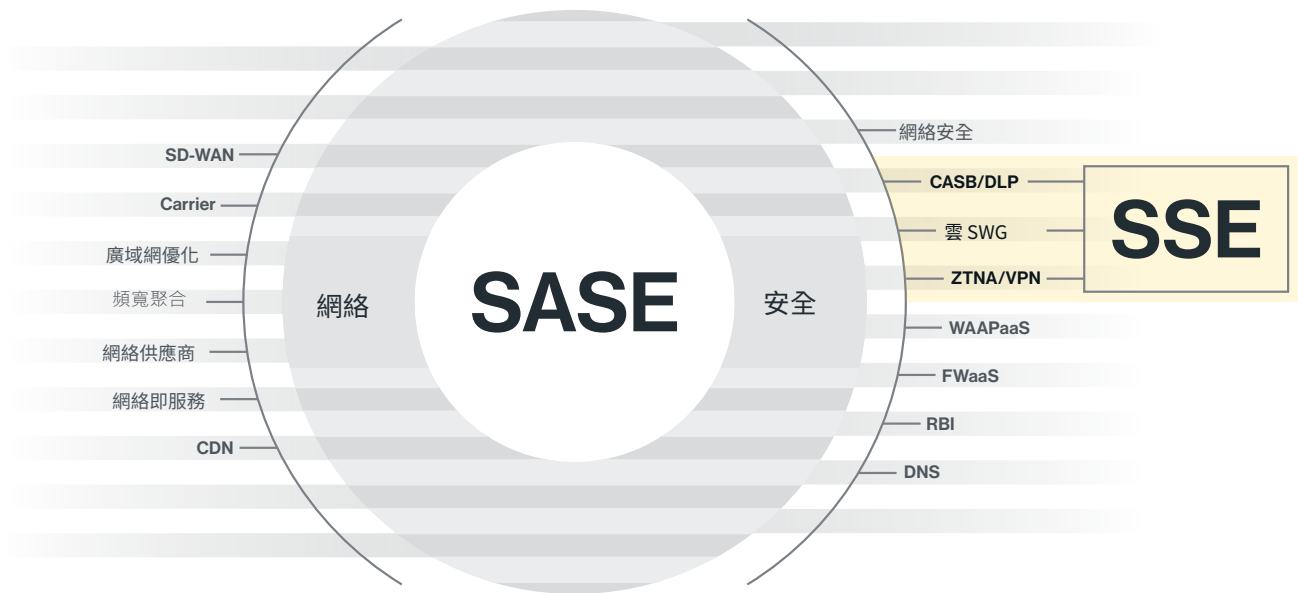 SD-WAN
Carrier
廣域網優化
頻寬聚合
網絡供應商
網絡即服務
CDN
網絡
SASE
安全
網絡安全
CASB/DLP
雲 SWG
ZTNA/VPN
SSE
WAAPaaS
FWaaS
RBI
DNS